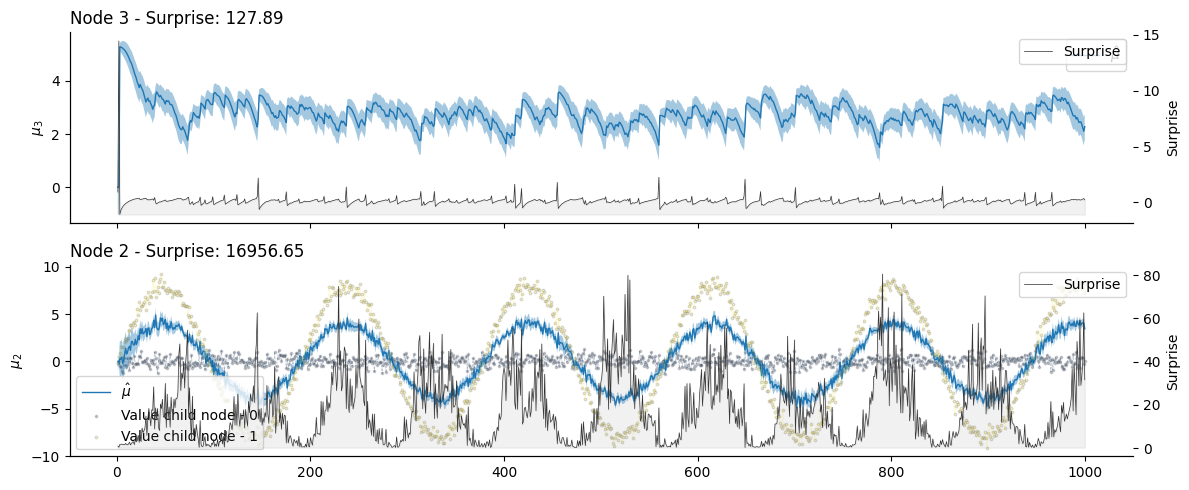 Node 3 - Surprise: 127.89
μ3
4
2
0
Surprise
15
10
5
0
Surprise
Node 2 - Surprise: 16956.65
μ2
10
5
0
−5
−10
μ̂
Value child node - 0
Value child node - 1
Surprise
80
60
40
20
0
Surprise
0
200
400
600
800
1000